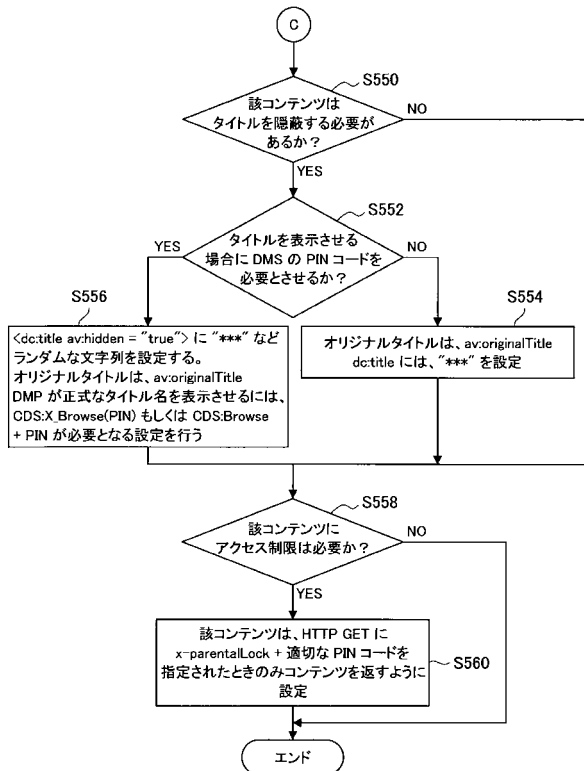 C
S550
該コンテンツは
タイトルを隠蔽する必要が
あるか？
NO
YES
S552
タイトルを表示させる
場合に DMS の PIN コードを
必要とさせるか？
YES
NO
S556
<dc:title av:hidden = "true"> に "***" など
ランダムな文字列を設定する。
オリジナルタイトルは、av:originalTitle
DMP が正式なタイトル名を表示させるには、
CDS:X_Browse(PIN) もしくは CDS:Browse
+ PIN が必要となる設定を行う
S554
オリジナルタイトルは、av:originalTitle
dc:title には、"***" を設定
S558
該コンテンツに
アクセス制限は必要か？
NO
YES
該コンテンツは、HTTP GET に
x-parentalLock + 適切な PIN コードを
指定されたときのみコンテンツを返すように
設定
S560
エンド